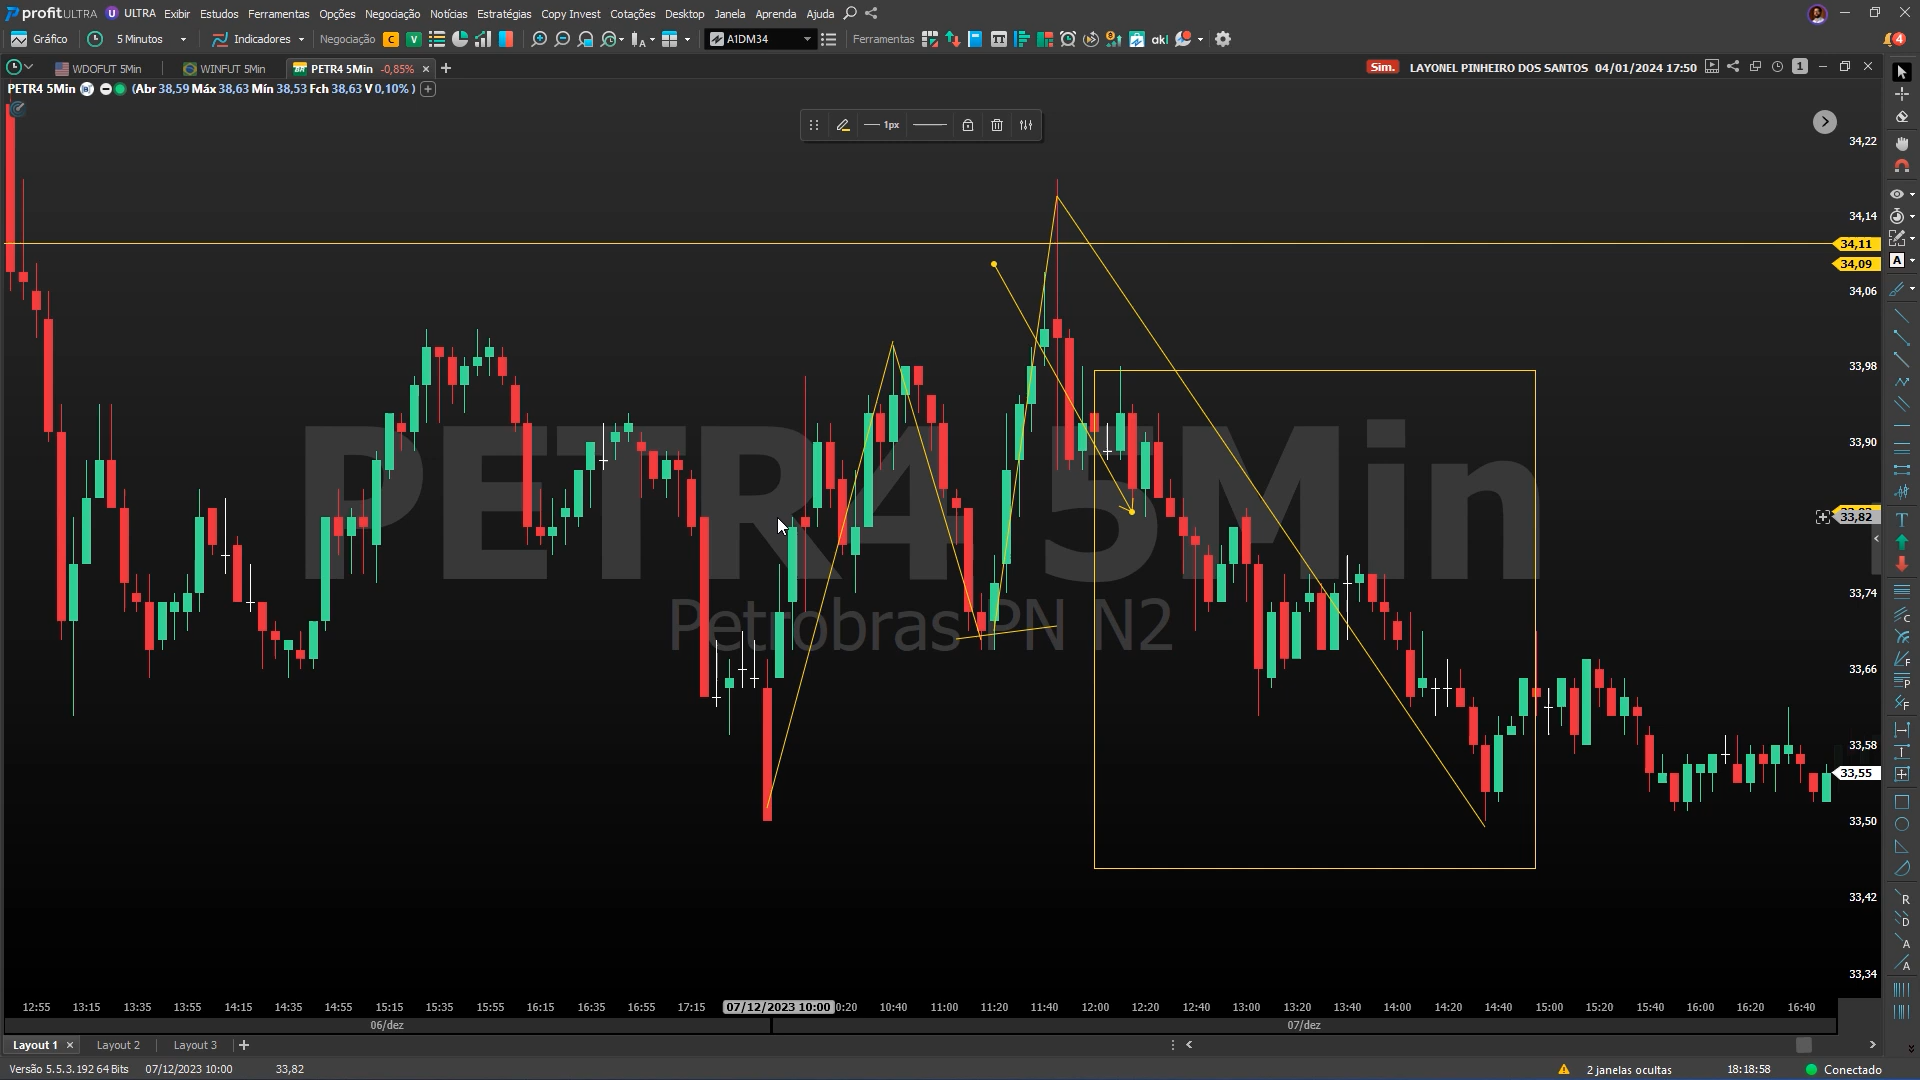 profitULTRA U ULTRA Exibir Estudos Ferramentas Opções Negociação Notícias Estratégias Copy Invest Cotações Desktop Janela Aprenda Ajuda
Gráfico 5 Minutos Indicadores Negociação C V A1DM34 Ferramentas akl 4
WDOFUT 5Min WINFUT 5Min PETR4 5Min -0,85% Sim. LAYONEL PINHEIRO DOS SANTOS 04/01/2024 17:50 1
PETR4 5Min (Abr 38,59 Máx 38,63 Mín 38,53 Fch 38,63 V 0,10% )
1px
34,22
34,14
34,11
34,09
34,06
33,98
33,90
33,82
33,74
33,66
33,58
33,55
33,50
33,42
33,34
PETR4 5Min
Petrobras PN N2
12:55 13:15 13:35 13:55 14:15 14:35 14:55 15:15 15:35 15:55 16:15 16:35 16:55 17:15 07/12/2023 10:00 0:20 10:40 11:00 11:20 11:40 12:00 12:20 12:40 13:00 13:20 13:40 14:00 14:20 14:40 15:00 15:20 15:40 16:00 16:20 16:40
06/dez 07/dez
Layout 1 Layout 2 Layout 3
Versão 5.5.3.192 64 Bits 07/12/2023 10:00 33,82 2 janelas ocultas 18:18:58 Conectado